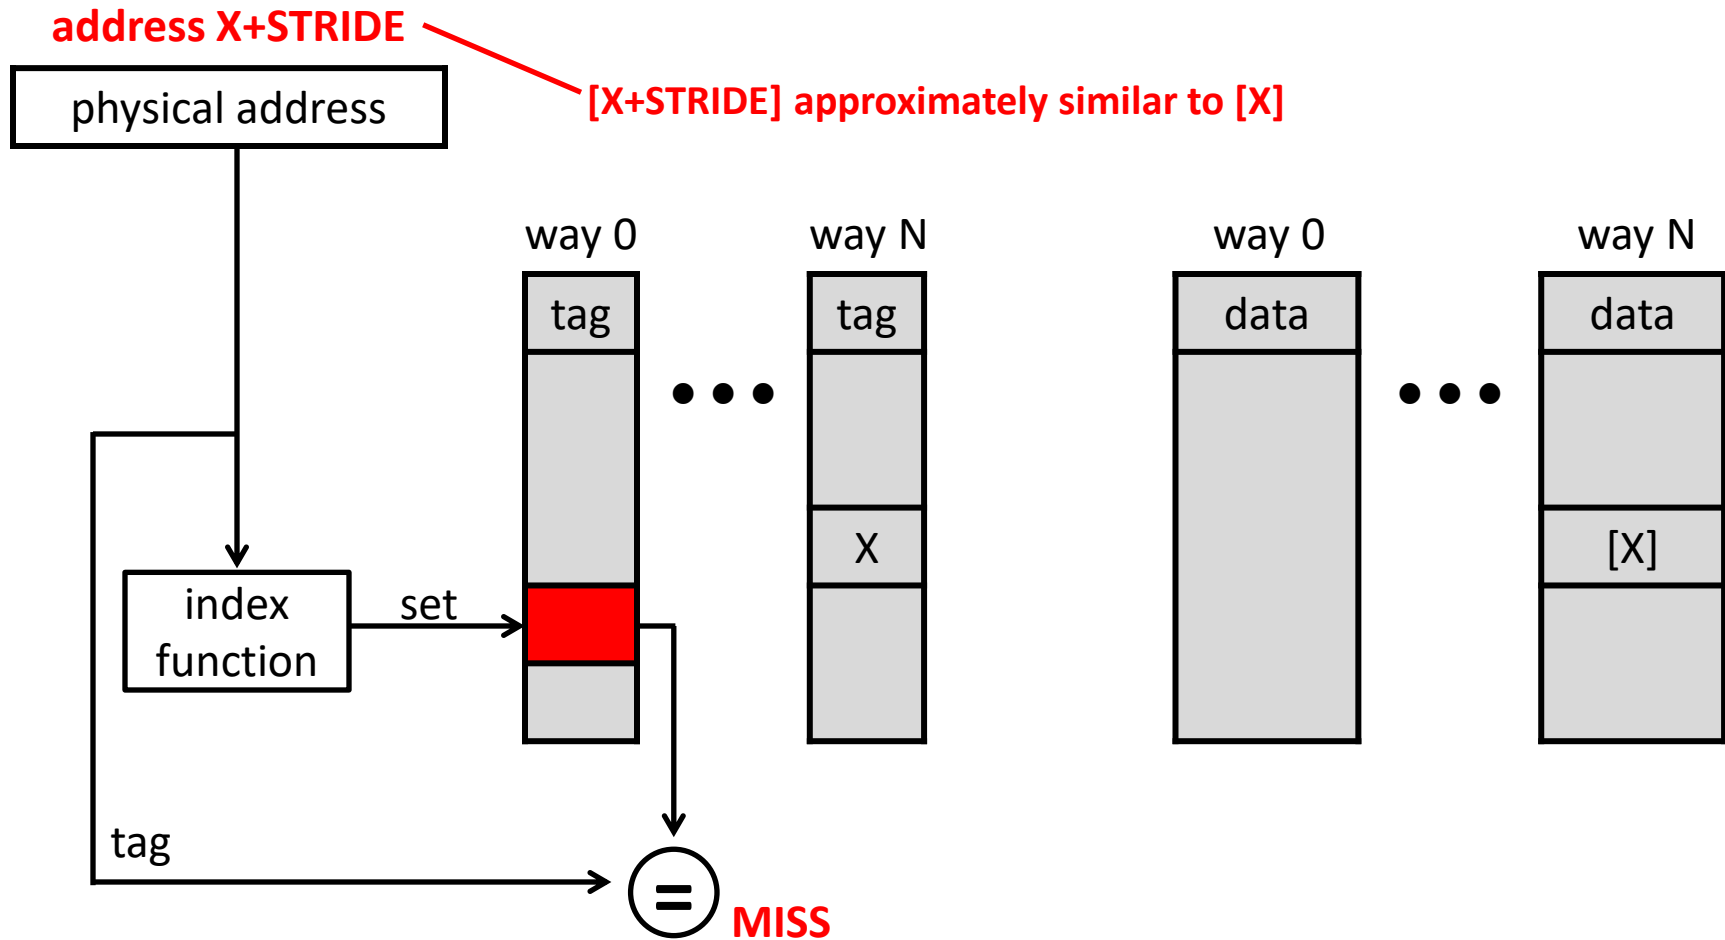 address X+STRIDE
physical address
[X+STRIDE] approximately similar to [X]
way 0
way N
way 0
way N
tag
tag
data
data
X
[X]
index
function
set
tag
=
MISS